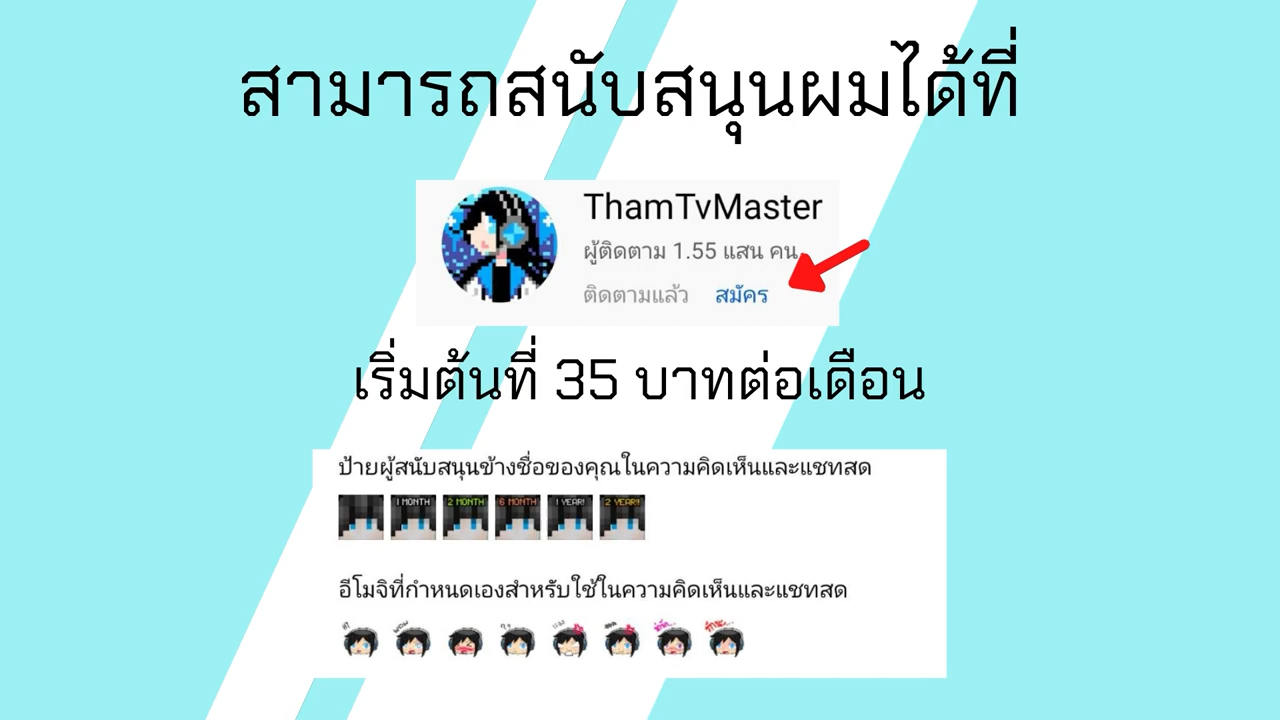 สามารถสนับสนุนผมได้ที่
ThamTvMaster
ผู้ติดตาม 1.55 แสน คน
ติดตามแล้ว สมัคร
เริ่มต้นที่ 35 บาทต่อเดือน
ป้ายผู้สนับสนุนข้างชื่อของคุณในความคิดเห็นและแชทสด
1 MONTH 2 MONTH 6 MONTH 1 YEAR! 2 YEAR!!
อีโมจิที่กำหนดเองสำหรับใช้ในความคิดเห็นและแชทสด